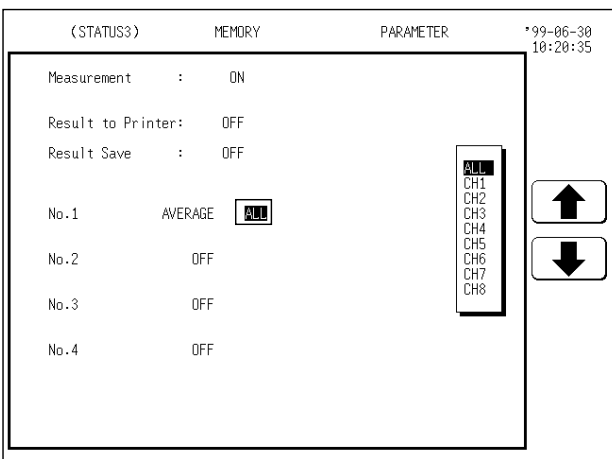 (STATUS3) MEMORY PARAMETER '99-06-30
10:20:35
Measurement : ON
Result to Printer: OFF
Result Save : OFF
No.1 AVERAGE ALL
No.2 OFF
No.3 OFF
No.4 OFF
ALL
CH1
CH2
CH3
CH4
CH5
CH6
CH7
CH8